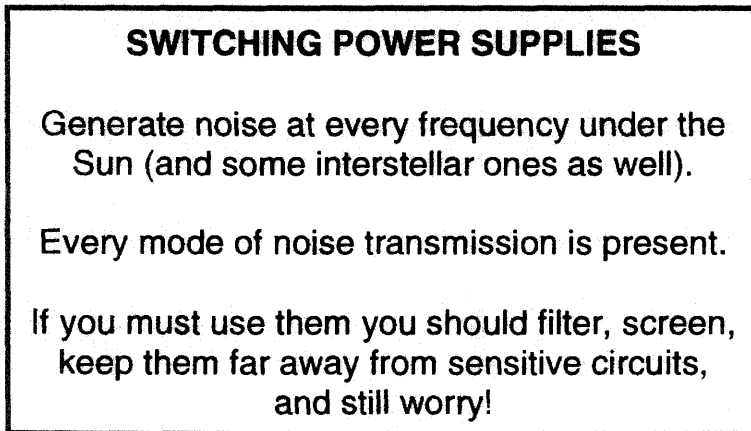 SWITCHING POWER SUPPLIES
Generate noise at every frequency under the
Sun (and some interstellar ones as well).
Every mode of noise transmission is present.
If you must use them you should filter, screen,
keep them far away from sensitive circuits,
and still worry!